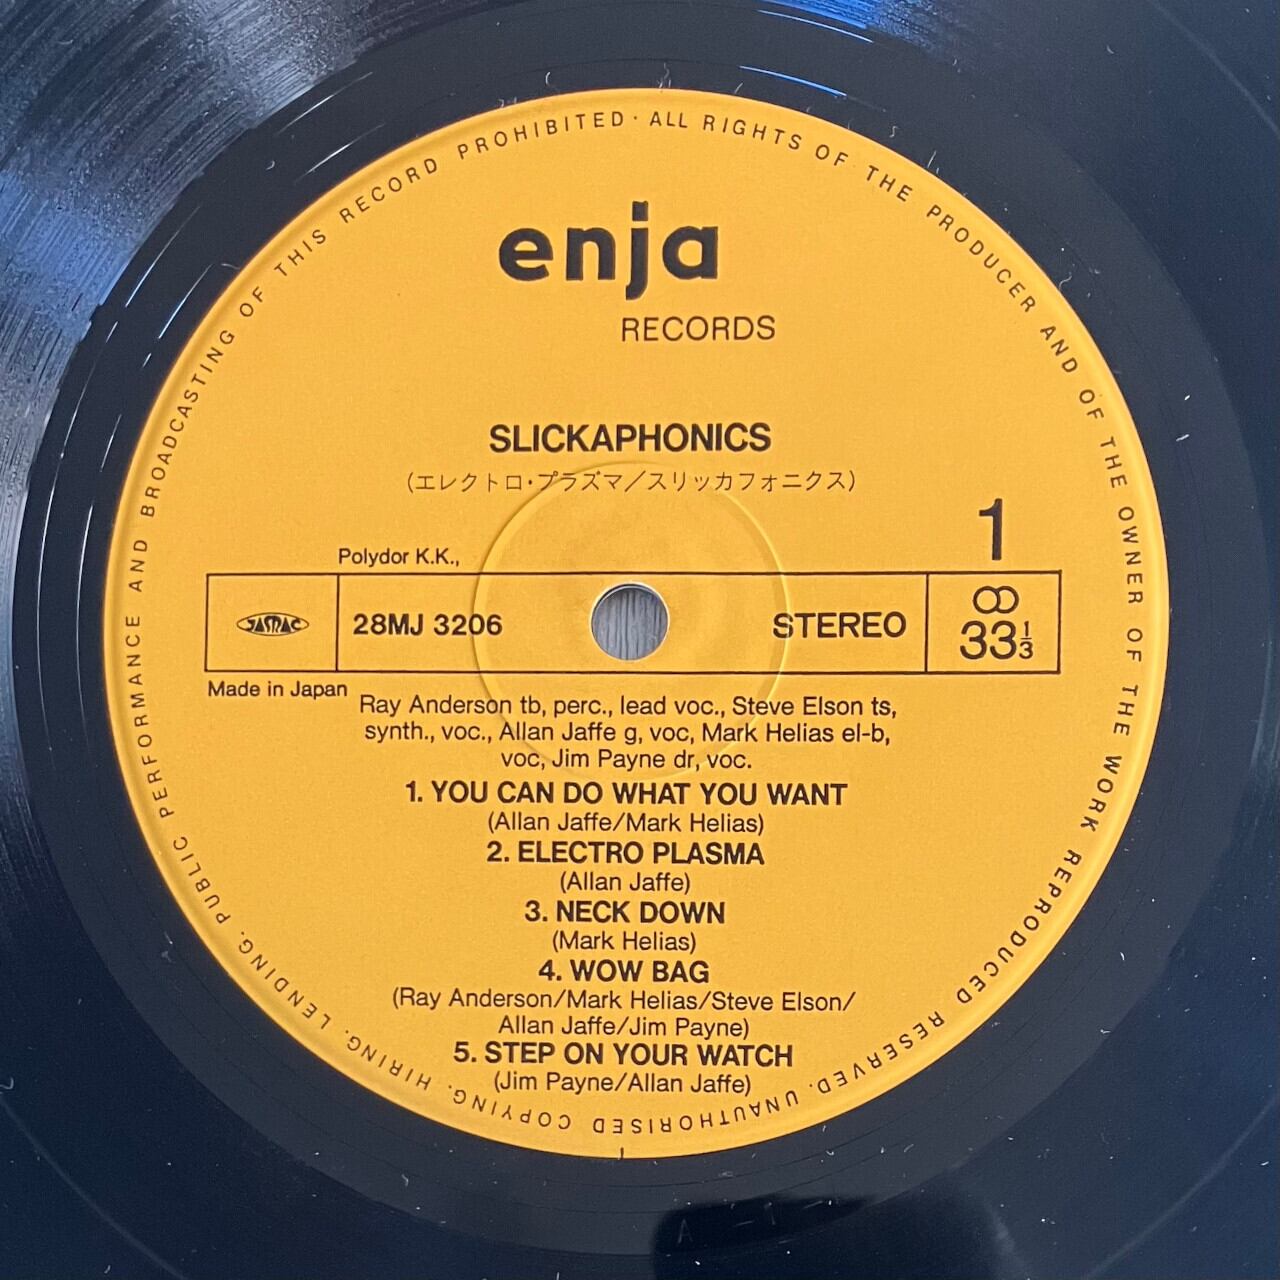 PUBLIC PERFORMANCE AND BROADCASTING OF THIS RECORD PROHIBITED · ALL RIGHTS OF THE PRODUCER AND OF THE OWNER OF THE WORK REPRODUCED RESERVED. UNAUTHORISED COPYING. HIRING. LENDING.
enja
RECORDS
SLICKAPHONICS
(エレクトロ・プラズマ/スリッカフォニクス)
1
Polydor K.K.,
JASRAC
28MJ 3206
STEREO
33 1/3
Made in Japan
Ray Anderson tb, perc., lead voc., Steve Elson ts,
synth., voc., Allan Jaffe g, voc, Mark Helias el-b,
voc, Jim Payne dr, voc.
1. YOU CAN DO WHAT YOU WANT
(Allan Jaffe/Mark Helias)
2. ELECTRO PLASMA
(Allan Jaffe)
3. NECK DOWN
(Mark Helias)
4. WOW BAG
(Ray Anderson/Mark Helias/Steve Elson/
Allan Jaffe/Jim Payne)
5. STEP ON YOUR WATCH
(Jim Payne/Allan Jaffe)